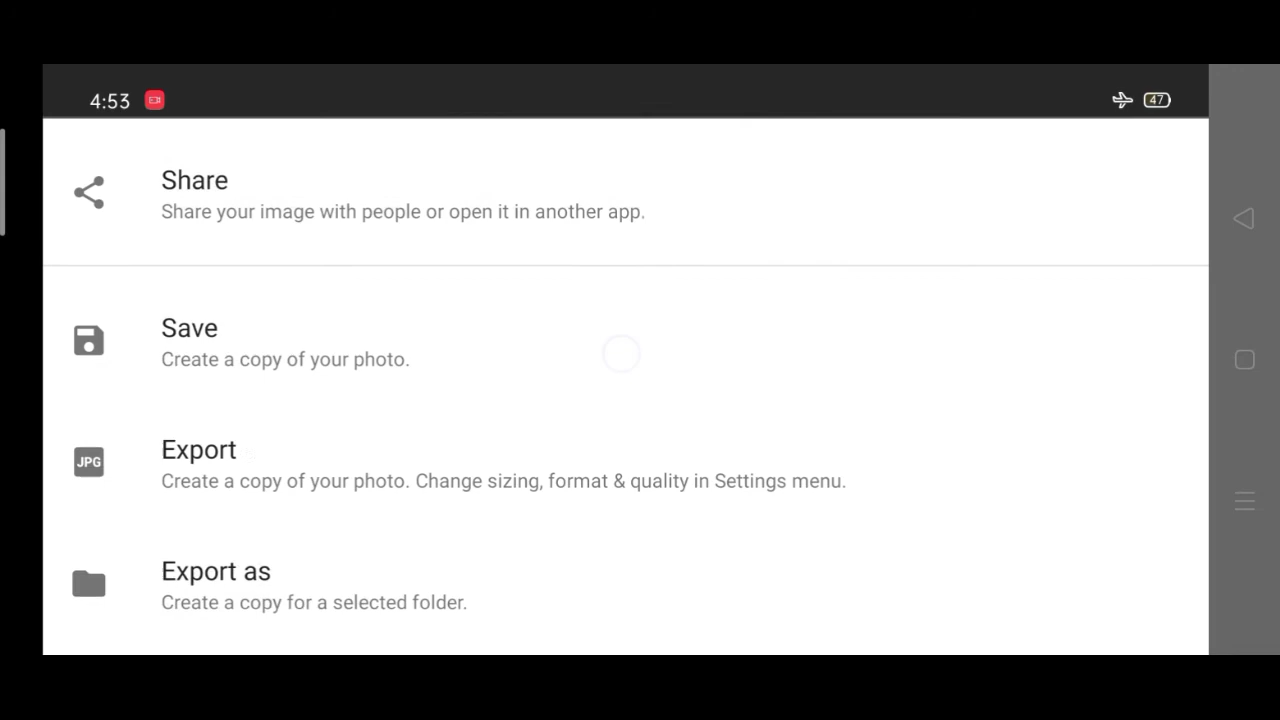 4:53
47
Share
Share your image with people or open it in another app.
Save
Create a copy of your photo.
JPG
Export
Create a copy of your photo. Change sizing, format & quality in Settings menu.
Export as
Create a copy for a selected folder.